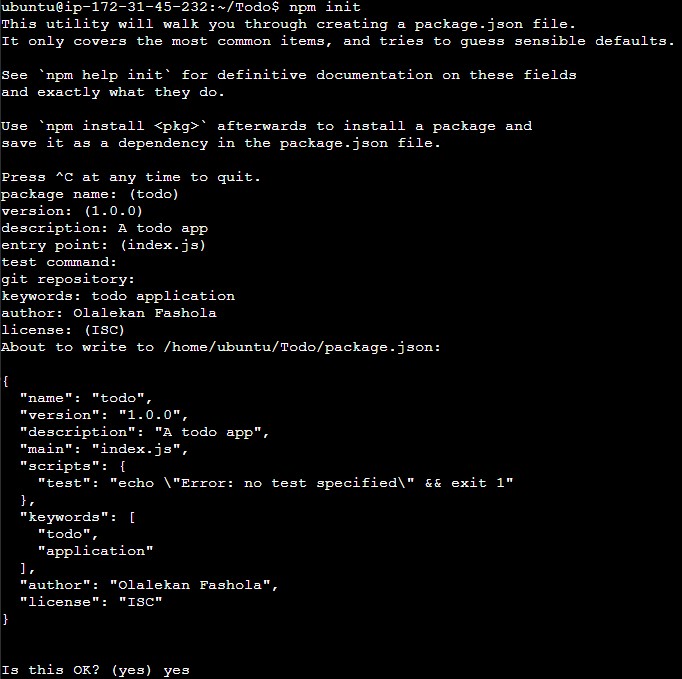 ubuntu@ip-172-31-45-232:~/Todo$ npm init
This utility will walk you through creating a package.json file.
It only covers the most common items, and tries to guess sensible defaults.

See `npm help init` for definitive documentation on these fields
and exactly what they do.

Use `npm install <pkg>` afterwards to install a package and
save it as a dependency in the package.json file.

Press ^C at any time to quit.
package name: (todo)
version: (1.0.0)
description: A todo app
entry point: (index.js)
test command:
git repository:
keywords: todo application
author: Olalekan Fashola
license: (ISC)
About to write to /home/ubuntu/Todo/package.json:

{
  "name": "todo",
  "version": "1.0.0",
  "description": "A todo app",
  "main": "index.js",
  "scripts": {
    "test": "echo \"Error: no test specified\" && exit 1"
  },
  "keywords": [
    "todo",
    "application"
  ],
  "author": "Olalekan Fashola",
  "license": "ISC"
}


Is this OK? (yes) yes